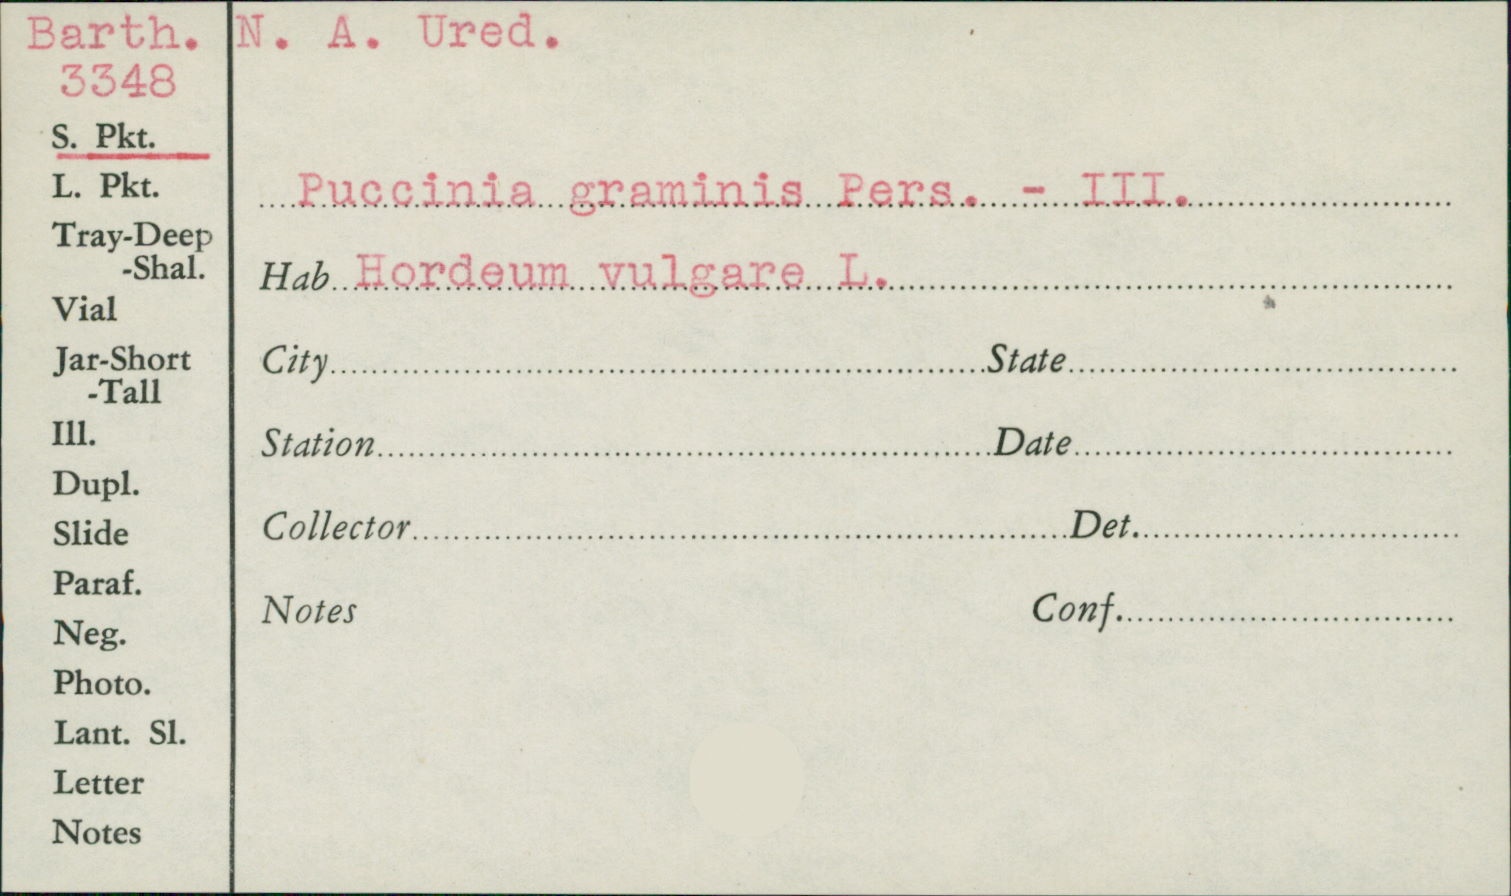 Barth. N. A. Ured.
3348
S. Pkt.
L. Pkt.
Tray-Deep
-Shal.
Vial
Jar-Short
-Tall
Ill.
Dupl.
Slide
Paraf.
Neg.
Photo.
Lant. Sl.
Letter
Notes
Puccinia graminis Pers. - III.
Hab. Hordeum vulgare L.
City State
Station Date
Collector Det.
Notes Conf.